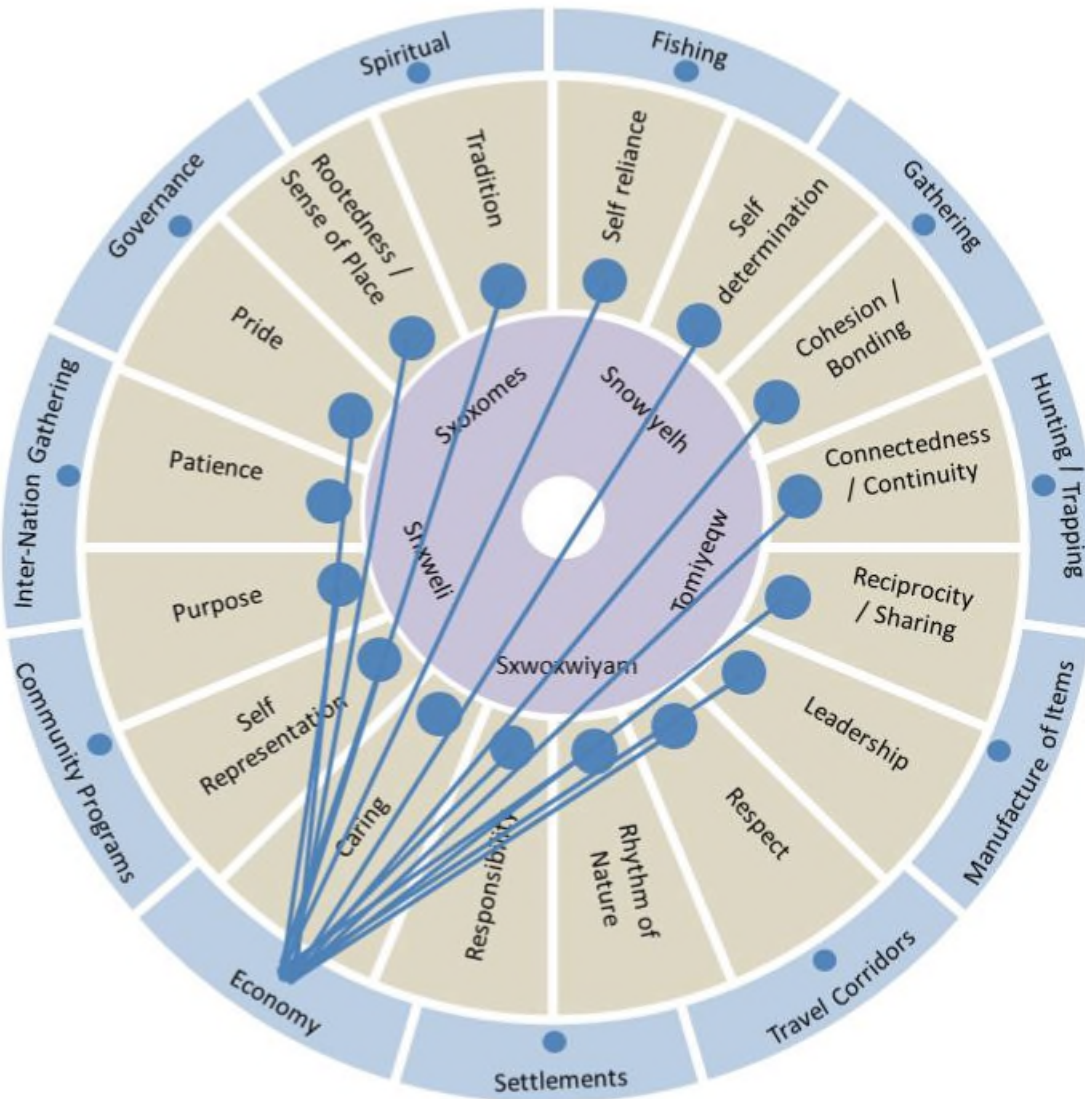 Spiritual
Fishing
Gathering
Hunting / Trapping
Manufacture of Items
Travel Corridors
Settlements
Economy
Community Programs
Inter-Nation Gathering
Governance
Tradition
Self reliance
Self
determination
Cohesion /
Bonding
Connectedness
/ Continuity
Reciprocity
/ Sharing
Leadership
Respect
Rhythm of
Nature
Responsibility
Caring
Self
Representation
Purpose
Patience
Pride
Rootedness /
Sense of Place
Sxoxomes
Snowoyelh
Tomiyeqw
Sxwoxwiyam
Shxweli